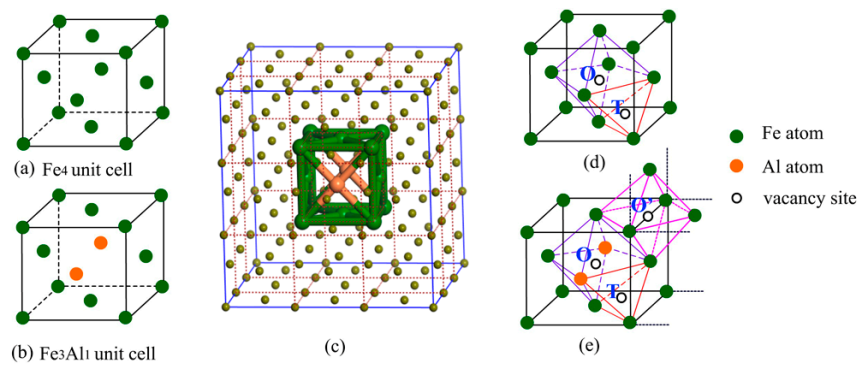 (a) Fe4 unit cell
(b) Fe3Al1 unit cell
(c)
O
T
(d)
O'
O
T
(e)
Fe atom
Al atom
vacancy site